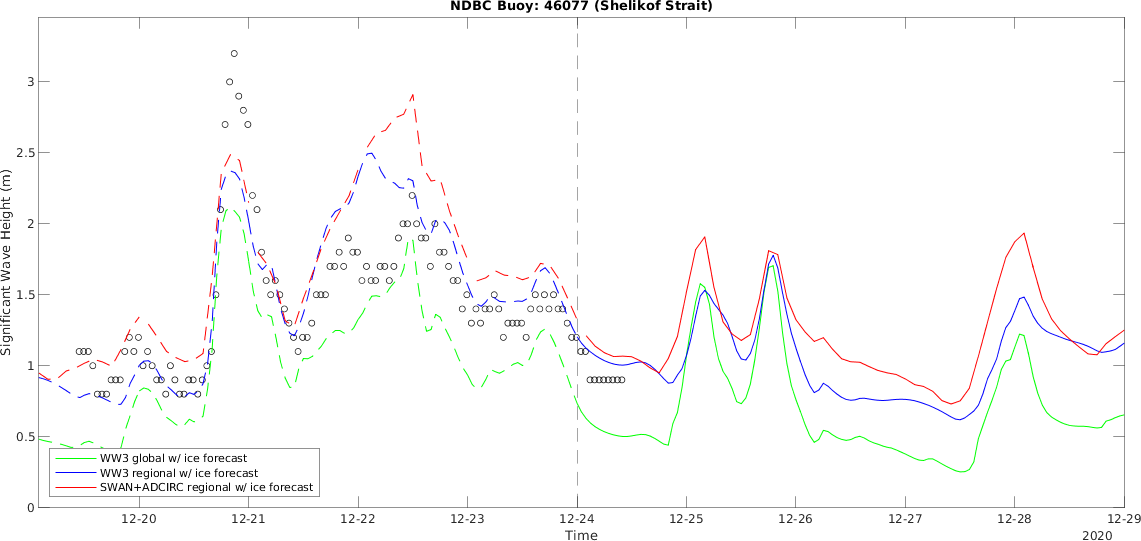 NDBC Buoy: 46077 (Shelikof Strait)
Significant Wave Height (m)
3
2.5
2
1.5
1
0.5
0
WW3 global w/ ice forecast
WW3 regional w/ ice forecast
SWAN+ADCIRC regional w/ ice forecast
12-20 12-21 12-22 12-23 12-24 12-25 12-26 12-27 12-28 12-29
Time
2020